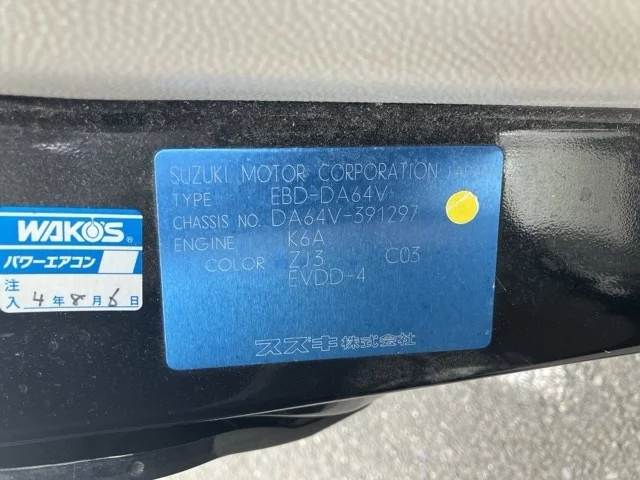 SUZUKI MOTOR CORPORATION JAPAN
TYPE EBD-DA64V
CHASSIS NO. DA64V-391297
ENGINE K6A
COLOR ZJ3 C03
EVDD-4
スズキ株式会社
WAKO'S®
パワーエアコン
注入 4年8月6日